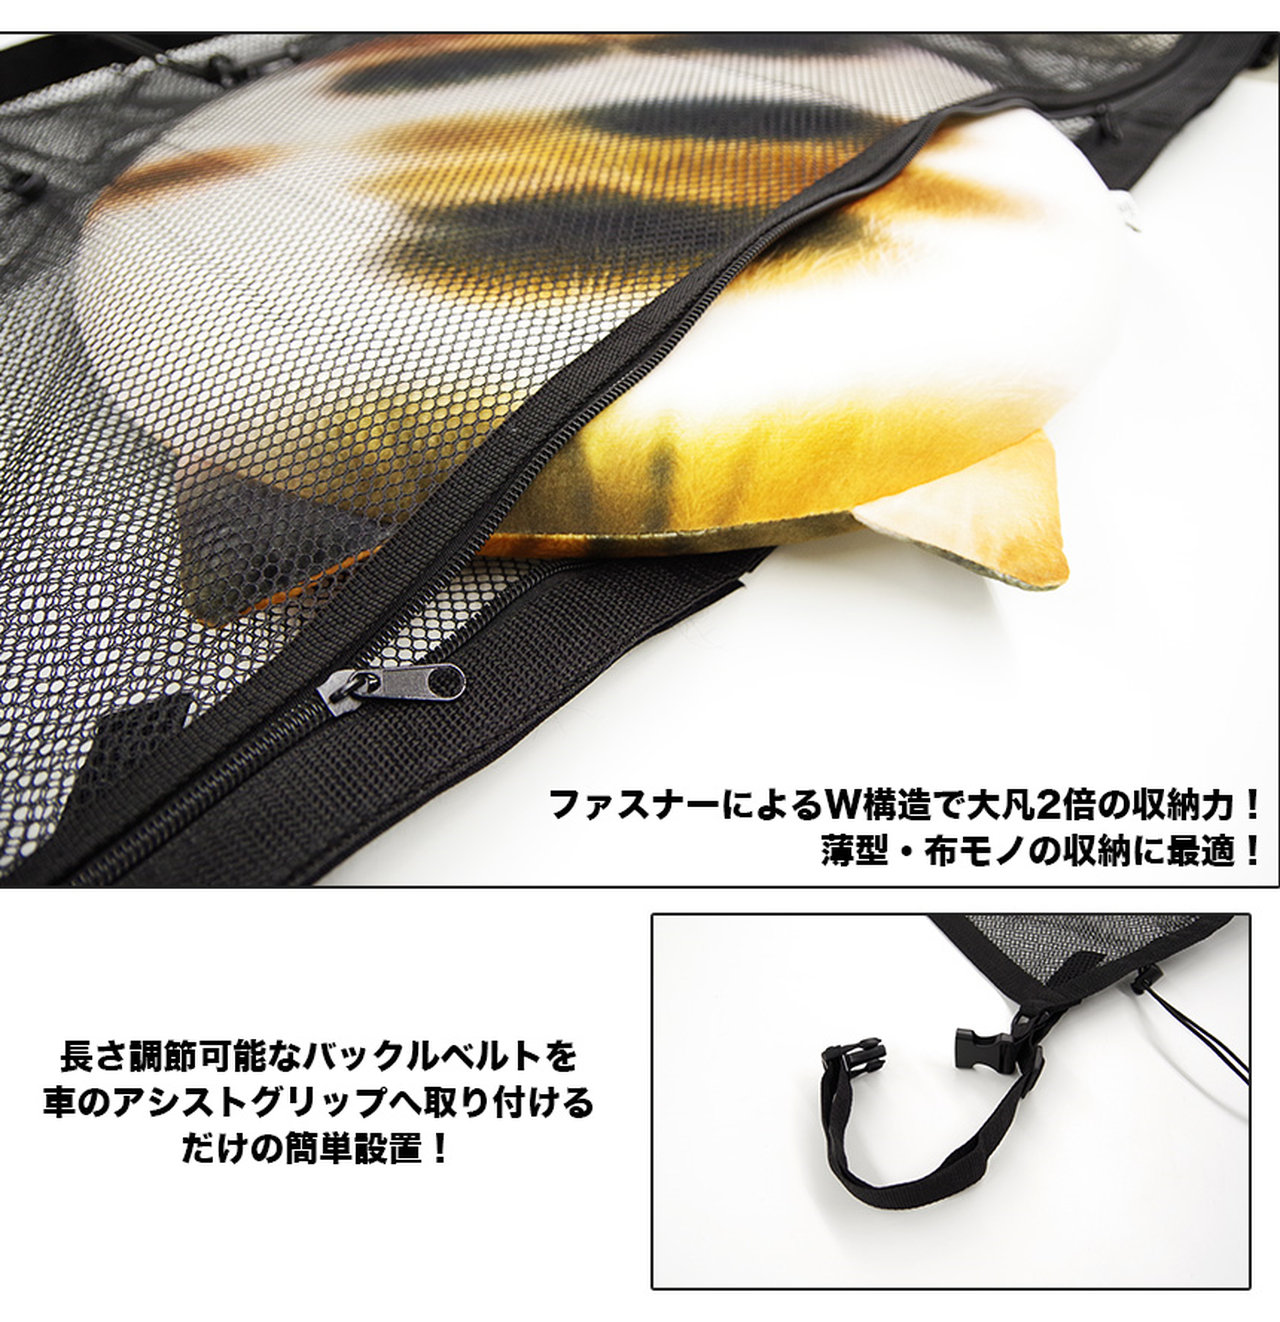 ファスナーによるW構造で大凡2倍の収納力！
薄型・布モノの収納に最適！
長さ調節可能なバックルベルトを
車のアシストグリップへ取り付ける
だけの簡単設置！